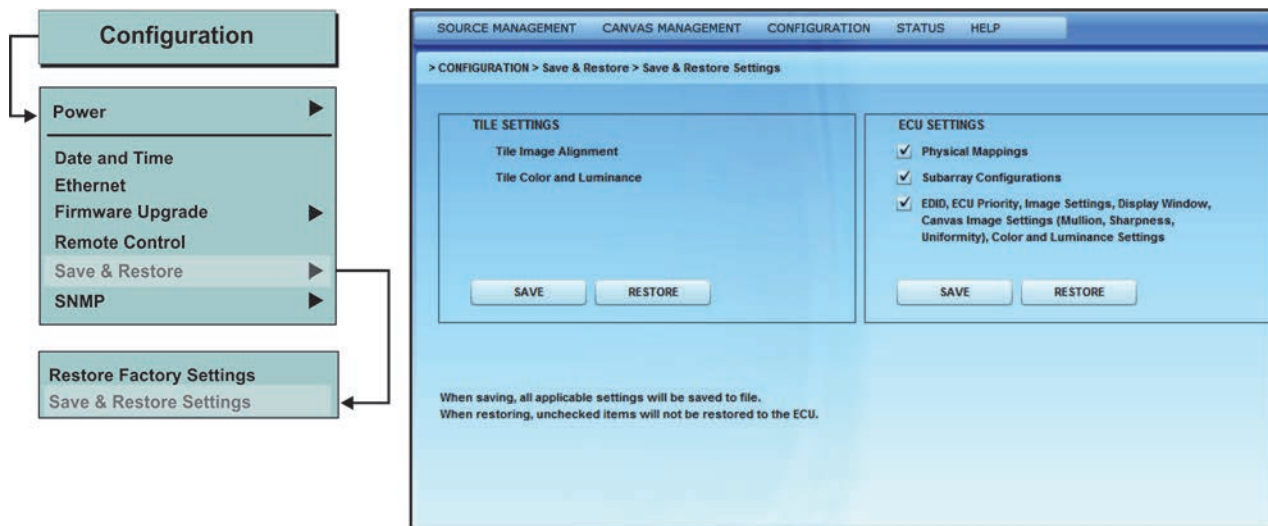 Configuration
Power
Date and Time
Ethernet
Firmware Upgrade
Remote Control
Save & Restore
SNMP
Restore Factory Settings
Save & Restore Settings
SOURCE MANAGEMENT CANVAS MANAGEMENT CONFIGURATION STATUS HELP
> CONFIGURATION > Save & Restore > Save & Restore Settings
TILE SETTINGS
Tile Image Alignment
Tile Color and Luminance
SAVE RESTORE
ECU SETTINGS
Physical Mappings
Subarray Configurations
EDID, ECU Priority, Image Settings, Display Window,
Canvas Image Settings (Mullion, Sharpness,
Uniformity), Color and Luminance Settings
SAVE RESTORE
When saving, all applicable settings will be saved to file.
When restoring, unchecked items will not be restored to the ECU.